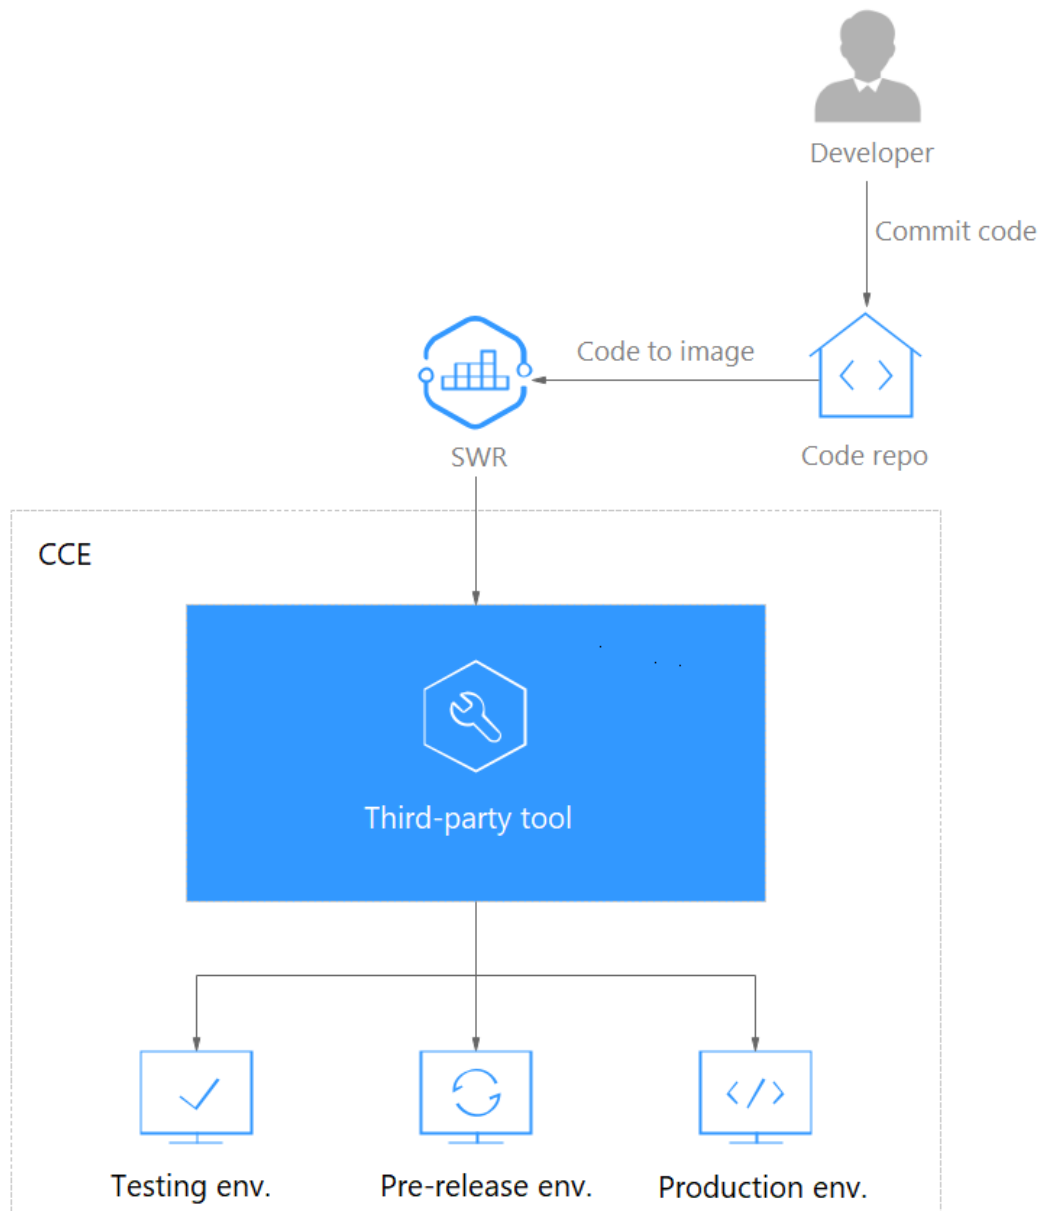 Developer
Commit code
Code to image
SWR
Code repo
CCE
Third-party tool
Testing env.
Pre-release env.
Production env.